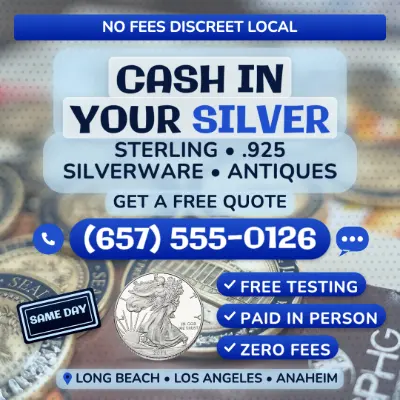 NO FEES DISCREET LOCAL
CASH IN
YOUR SILVER
STERLING • .925
SILVERWARE • ANTIQUES
GET A FREE QUOTE
(657) 555-0126
FREE TESTING
SAME DAY
PAID IN PERSON
ZERO FEES
LONG BEACH • LOS ANGELES • ANAHEIM
PHG